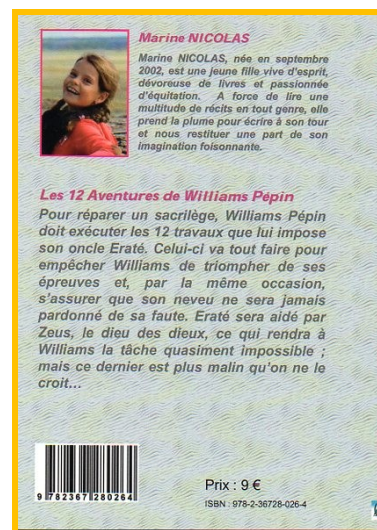 Marine NICOLAS
Marine NICOLAS, née en septembre
2002, est une jeune fille vive d'esprit,
dévoreuse de livres et passionnée
d'équitation. A force de lire une
multitude de récits en tout genre, elle
prend la plume pour écrire à son tour
et nous restituer une part de son
imagination foisonnante.
Les 12 Aventures de Williams Pépin
Pour réparer un sacrilège, Williams Pépin
doit exécuter les 12 travaux que lui impose
son oncle Eraté. Celui-ci va tout faire pour
empêcher Williams de triompher de ses
épreuves et, par la même occasion,
s'assurer que son neveu ne sera jamais
pardonné de sa faute. Eraté sera aidé par
Zeus, le dieu des dieux, ce qui rendra à
Williams la tâche quasiment impossible ;
mais ce dernier est plus malin qu'on ne le
croit...
9 782367 280264
Prix : 9 €
ISBN : 978-2-36728-026-4